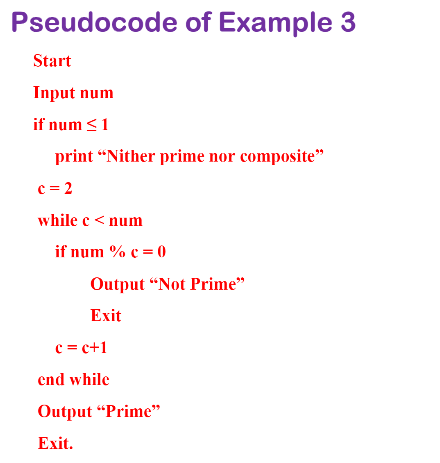 Pseudocode of Example 3
Start
Input num
if num ≤ 1
print “Nither prime nor composite”
c = 2
while c < num
if num % c = 0
Output “Not Prime”
Exit
c = c+1
end while
Output “Prime”
Exit.